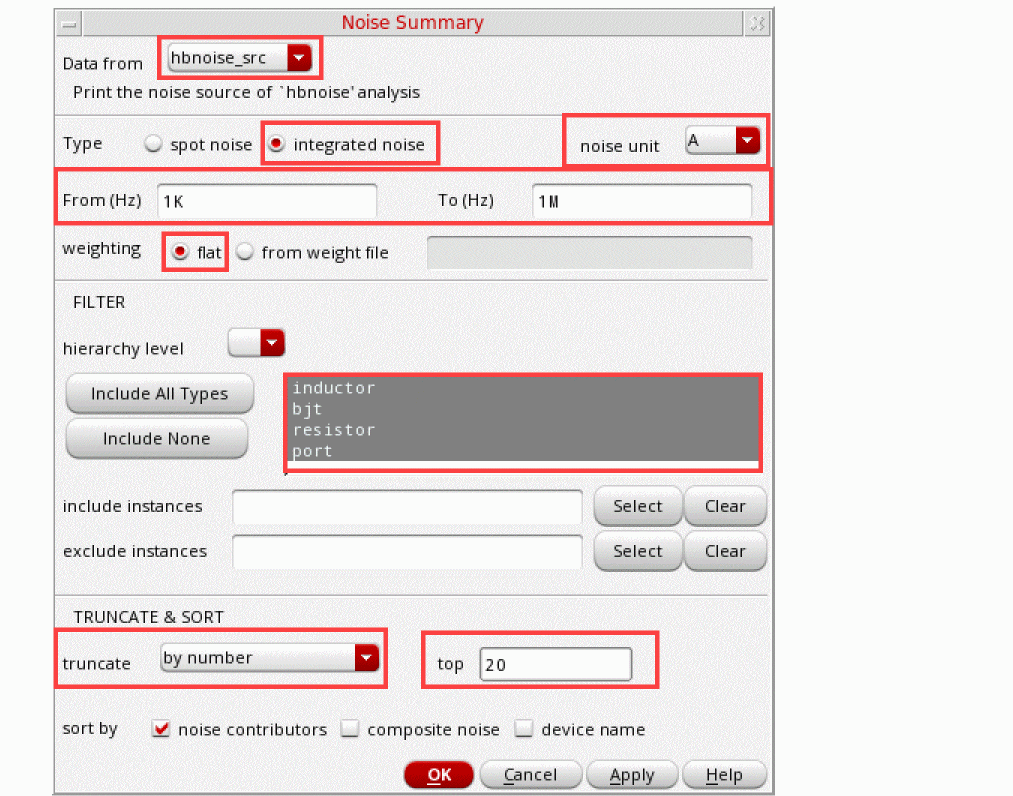 Noise Summary
Data from hbnoise_src
Print the noise source of `hbnoise' analysis
Type spot noise integrated noise noise unit A
From (Hz) 1K To (Hz) 1M
weighting flat from weight file
FILTER
hierarchy level
Include All Types
Include None
inductor
bjt
resistor
port
include instances Select Clear
exclude instances Select Clear
TRUNCATE & SORT
truncate by number top 20
sort by noise contributors composite noise device name
OK Cancel Apply Help